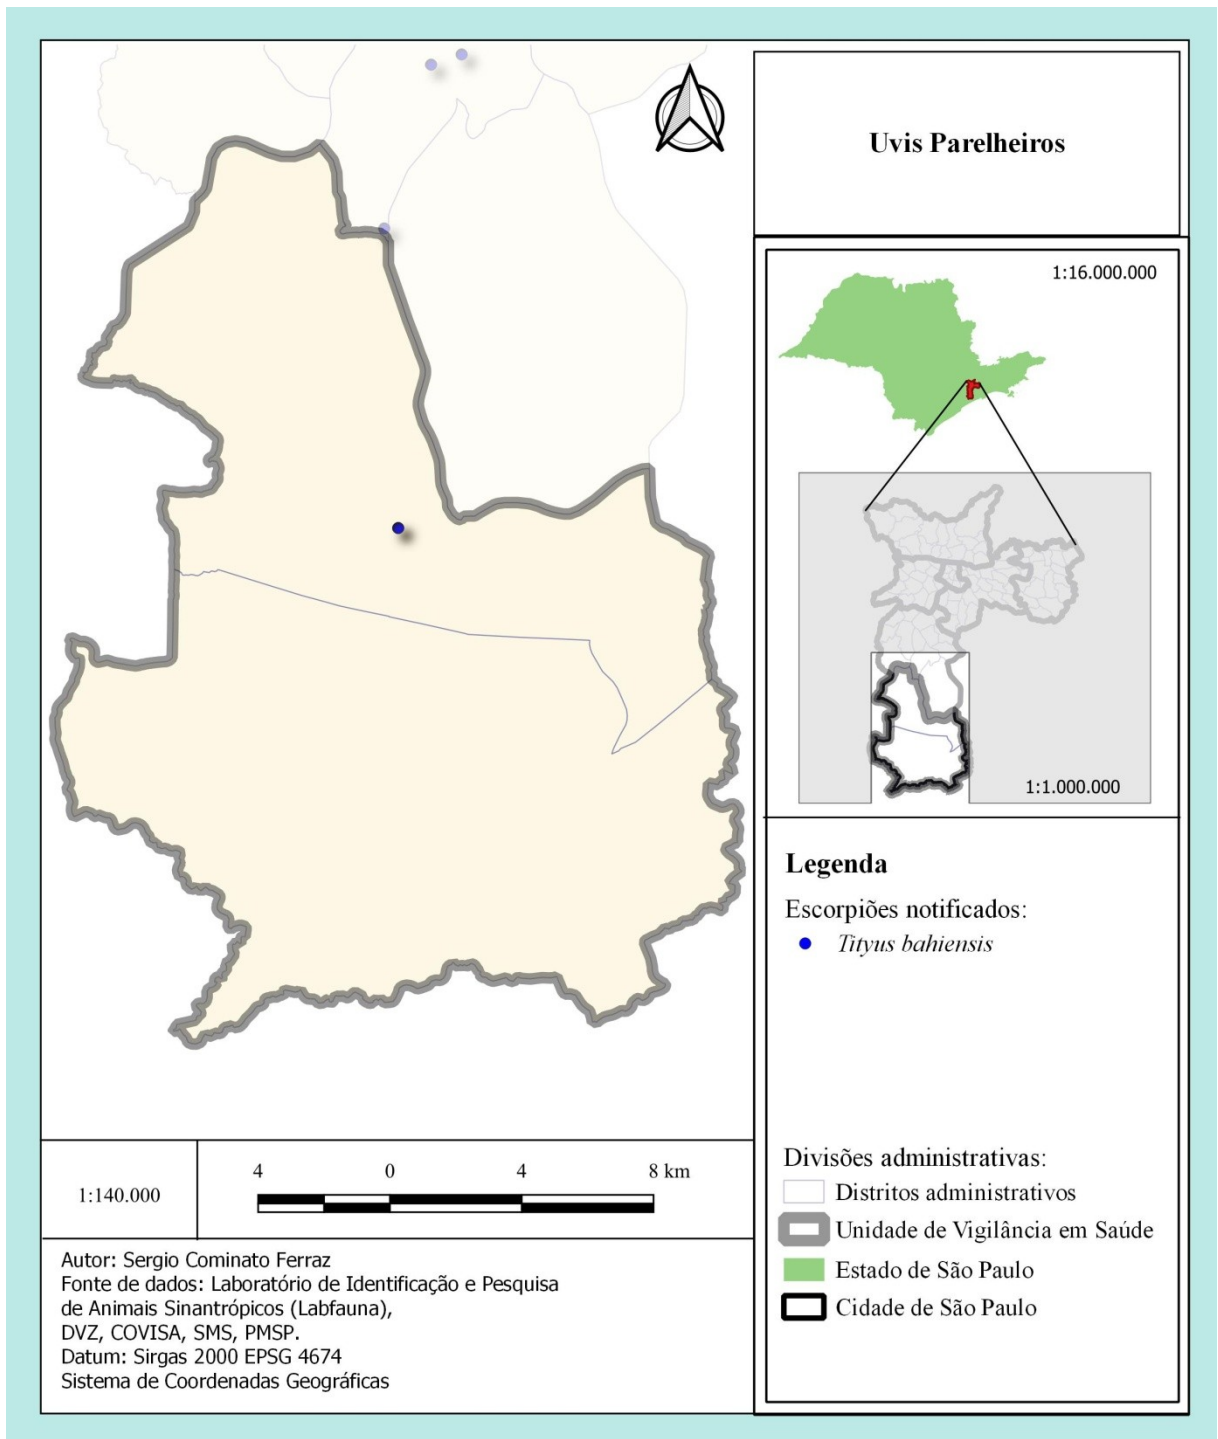 Uvis Parelheiros
1:16.000.000
1:1.000.000
Legenda
Escorpiões notificados:
Tityus bahiensis
Divisões administrativas:
Distritos administrativos
Unidade de Vigilância em Saúde
Estado de São Paulo
Cidade de São Paulo
1:140.000
4 0 4 8 km
Autor: Sergio Cominato Ferraz
Fonte de dados: Laboratório de Identificação e Pesquisa
de Animais Sinantrópicos (Labfauna),
DVZ, COVISA, SMS, PMSP.
Datum: Sirgas 2000 EPSG 4674
Sistema de Coordenadas Geográficas